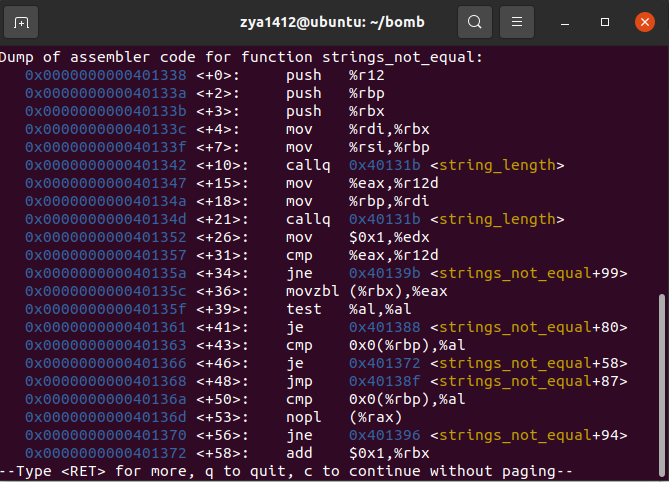 zya1412@ubuntu: ~/bomb
Dump of assembler code for function strings_not_equal:
   0x0000000000401338 <+0>:     push   %r12
   0x000000000040133a <+2>:     push   %rbp
   0x000000000040133b <+3>:     push   %rbx
   0x000000000040133c <+4>:     mov    %rdi,%rbx
   0x000000000040133f <+7>:     mov    %rsi,%rbp
   0x0000000000401342 <+10>:    callq  0x40131b <string_length>
   0x0000000000401347 <+15>:    mov    %eax,%r12d
   0x000000000040134a <+18>:    mov    %rbp,%rdi
   0x000000000040134d <+21>:    callq  0x40131b <string_length>
   0x0000000000401352 <+26>:    mov    $0x1,%edx
   0x0000000000401357 <+31>:    cmp    %eax,%r12d
   0x000000000040135a <+34>:    jne    0x40139b <strings_not_equal+99>
   0x000000000040135c <+36>:    movzbl (%rbx),%eax
   0x000000000040135f <+39>:    test   %al,%al
   0x0000000000401361 <+41>:    je     0x401388 <strings_not_equal+80>
   0x0000000000401363 <+43>:    cmp    0x0(%rbp),%al
   0x0000000000401366 <+46>:    je     0x401372 <strings_not_equal+58>
   0x0000000000401368 <+48>:    jmp    0x40138f <strings_not_equal+87>
   0x000000000040136a <+50>:    cmp    0x0(%rbp),%al
   0x000000000040136d <+53>:    nopl   (%rax)
   0x0000000000401370 <+56>:    jne    0x401396 <strings_not_equal+94>
   0x0000000000401372 <+58>:    add    $0x1,%rbx
--Type <RET> for more, q to quit, c to continue without paging--